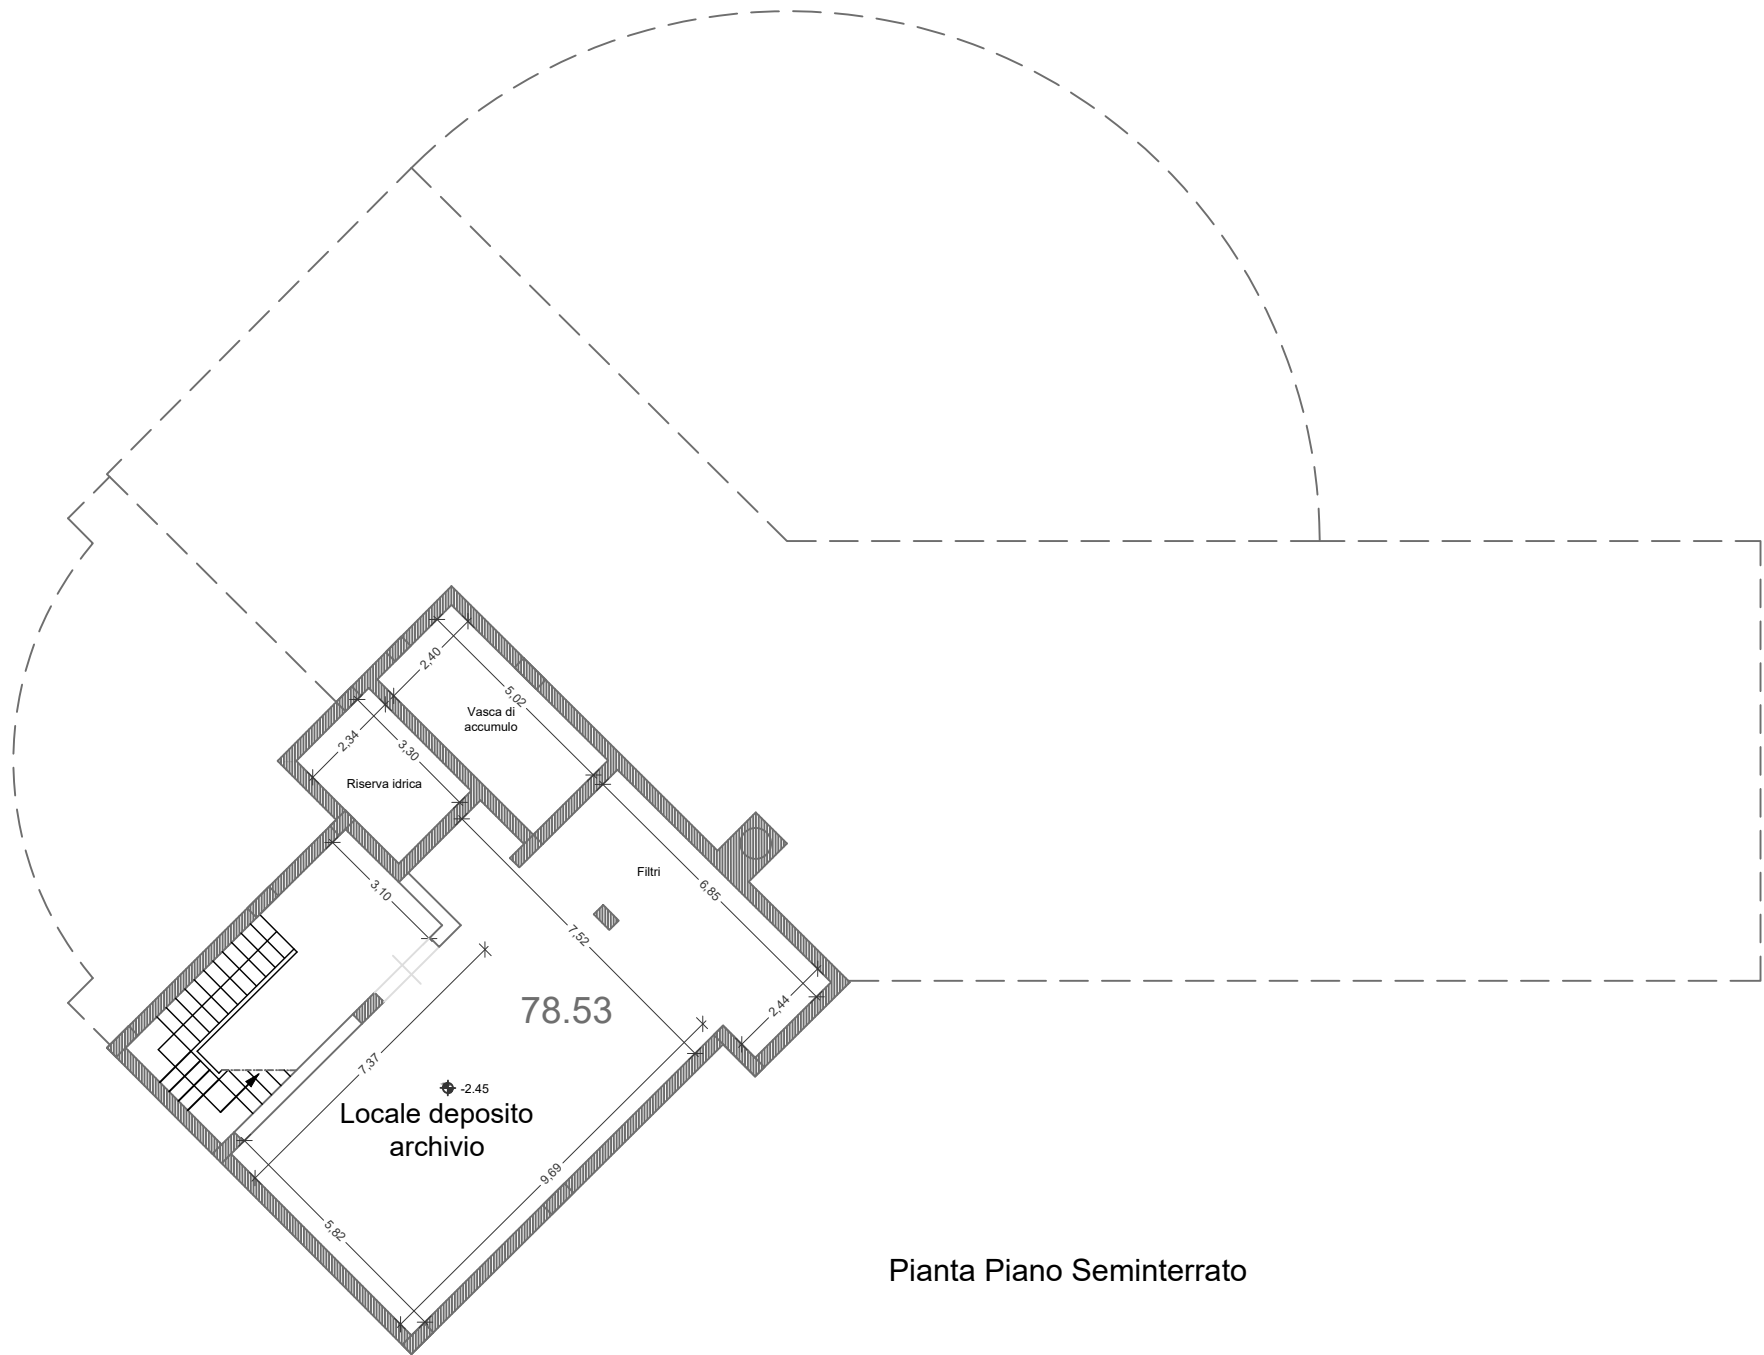 2,40
5,02
Vasca di
accumulo
2,34
3,30
Riserva idrica
3,10
Filtri
6,85
7,52
78.53
2,44
7,37
-2.45
Locale deposito
archivio
9,69
5,82
Pianta Piano Seminterrato